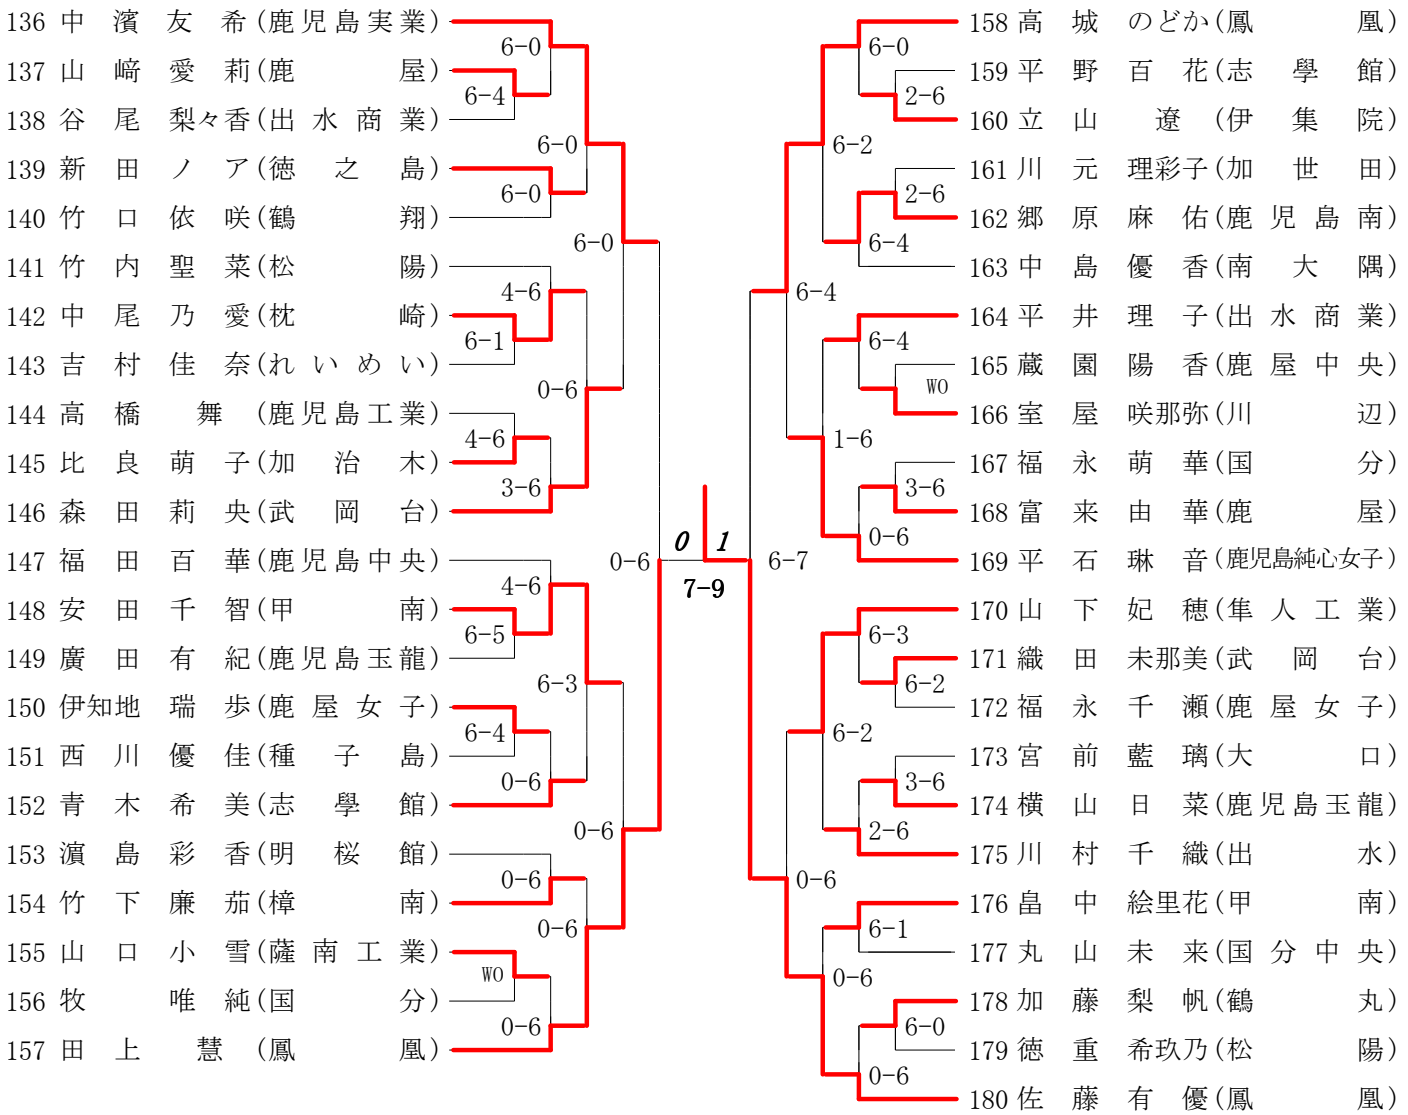 136 中濱友希(鹿児島実業)
6-0
137 山﨑愛莉(鹿屋)
6-4
138 谷尾梨々香(出水商業)
6-0
139 新田ノア(徳之島)
6-0
140 竹口依咲(鶴翔)
6-0
141 竹内聖菜(松陽)
4-6
142 中尾乃愛(枕崎)
6-1
143 吉村佳奈(れいめい)
0-6
144 高橋舞(鹿児島工業)
4-6
145 比良萌子(加治木)
3-6
146 森田莉央(武岡台)
0-6
147 福田百華(鹿児島中央)
4-6
148 安田千智(甲南)
6-5
149 廣田有紀(鹿児島玉龍)
6-3
150 伊知地瑞歩(鹿屋女子)
6-4
151 西川優佳(種子島)
0-6
152 青木希美(志學館)
0-6
153 濵島彩香(明桜館)
0-6
154 竹下廉茄(樟南)
0-6
155 山口小雪(薩南工業)
WO
156 牧唯純(国分)
0-6
157 田上慧(鳳凰)
0 1
7-9
158 高城のどか(鳳凰)
6-0
159 平野百花(志學館)
2-6
160 立山遼(伊集院)
6-2
161 川元理彩子(加世田)
2-6
162 郷原麻佑(鹿児島南)
6-4
163 中島優香(南大隅)
6-4
164 平井理子(出水商業)
6-4
165 蔵園陽香(鹿屋中央)
WO
166 室屋咲那弥(川辺)
1-6
167 福永萌華(国分)
3-6
168 富来由華(鹿屋)
0-6
169 平石琳音(鹿児島純心女子)
6-7
170 山下妃穂(隼人工業)
6-3
171 織田未那美(武岡台)
6-2
172 福永千瀬(鹿屋女子)
6-2
173 宮前藍璃(大口)
3-6
174 横山日菜(鹿児島玉龍)
2-6
175 川村千織(出水)
0-6
176 畠中絵里花(甲南)
6-1
177 丸山未来(国分中央)
0-6
178 加藤梨帆(鶴丸)
6-0
179 徳重希玖乃(松陽)
0-6
180 佐藤有優(鳳凰)